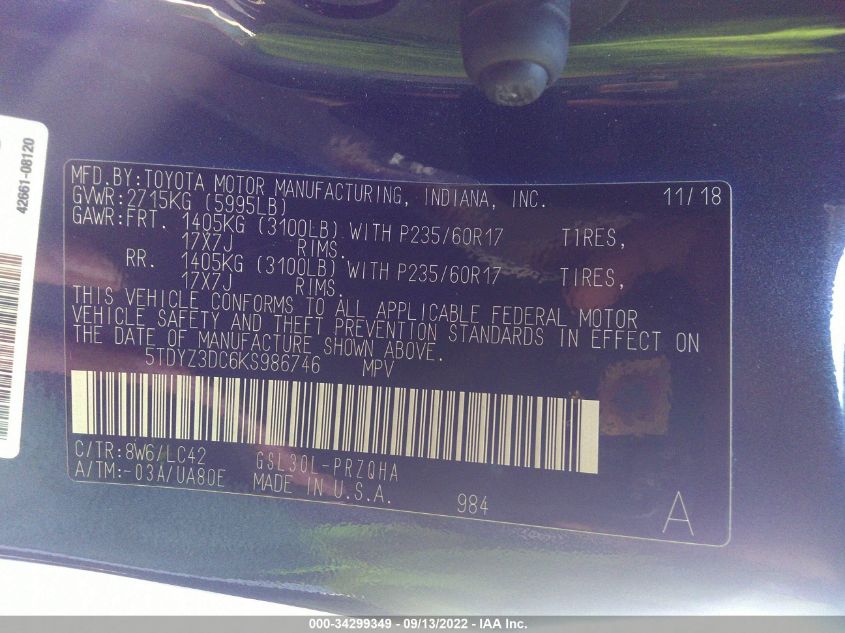 42661-08120
MFD.BY:TOYOTA MOTOR MANUFACTURING, INDIANA, INC. 11/18
GVWR:2715KG (5995LB)
GAWR:FRT. 1405KG (3100LB) WITH P235/60R17 TIRES,
17X7J RIMS.
RR. 1405KG (3100LB) WITH P235/60R17 TIRES,
17X7J RIMS.
THIS VEHICLE CONFORMS TO ALL APPLICABLE FEDERAL MOTOR
VEHICLE SAFETY AND THEFT PREVENTION STANDARDS IN EFFECT ON
THE DATE OF MANUFACTURE SHOWN ABOVE.
5TDYZ3DC6KS986746 MPV
C/TR:8W6/LC42 GSL30L-PRZQHA
A/TM:-03A/UA80E MADE IN U.S.A. 984 A
000-34299349 - 09/13/2022 - IAA Inc.